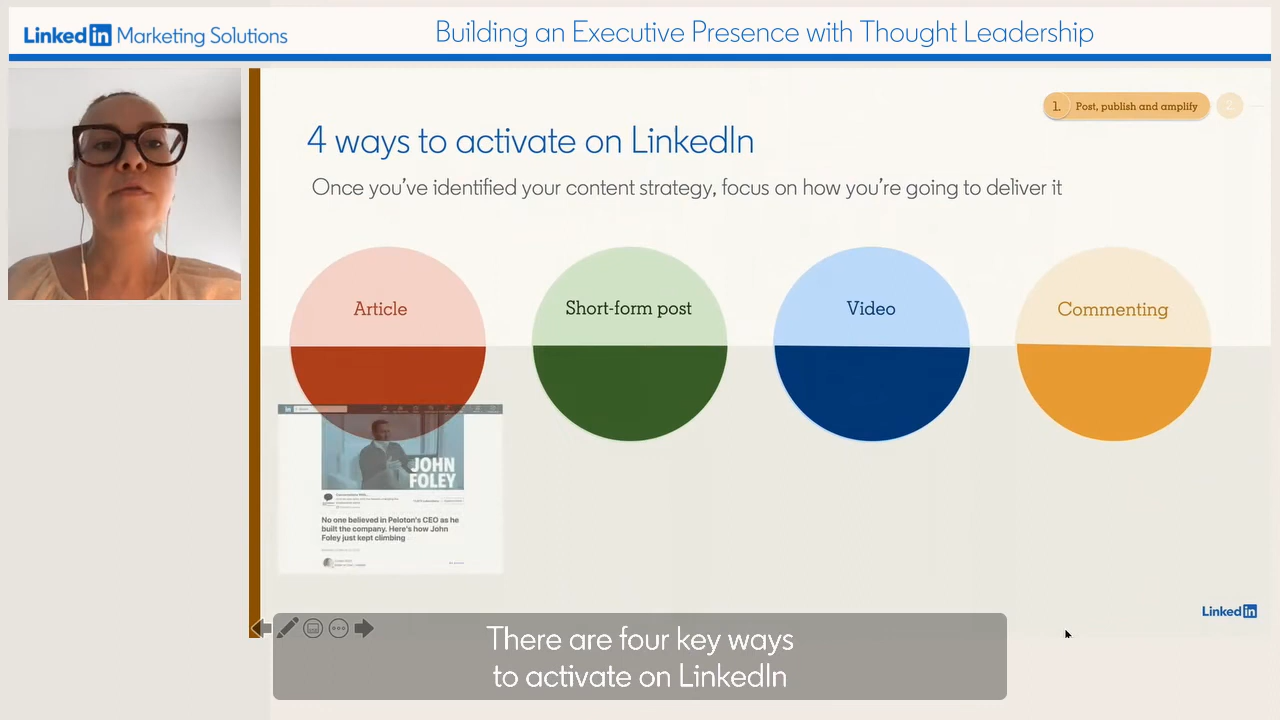 LinkedIn Marketing Solutions
Building an Executive Presence with Thought Leadership
1. Post, publish and amplify 2.
4 ways to activate on LinkedIn
Once you've identified your content strategy, focus on how you're going to deliver it
Article
Short-form post
Video
Commenting
JOHN
FOLEY
No one believed in Peloton's CEO as he
built the company. Here's how John
Foley just kept climbing
LinkedIn
There are four key ways
to activate on LinkedIn